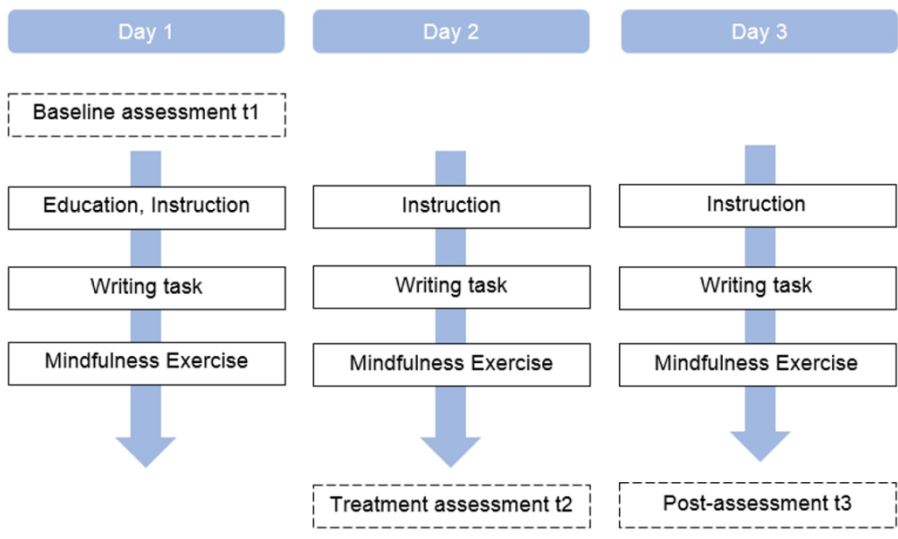 Day 1
Day 2
Day 3
Baseline assessment t1
Education, Instruction
Instruction
Instruction
Writing task
Writing task
Writing task
Mindfulness Exercise
Mindfulness Exercise
Mindfulness Exercise
Treatment assessment t2
Post-assessment t3